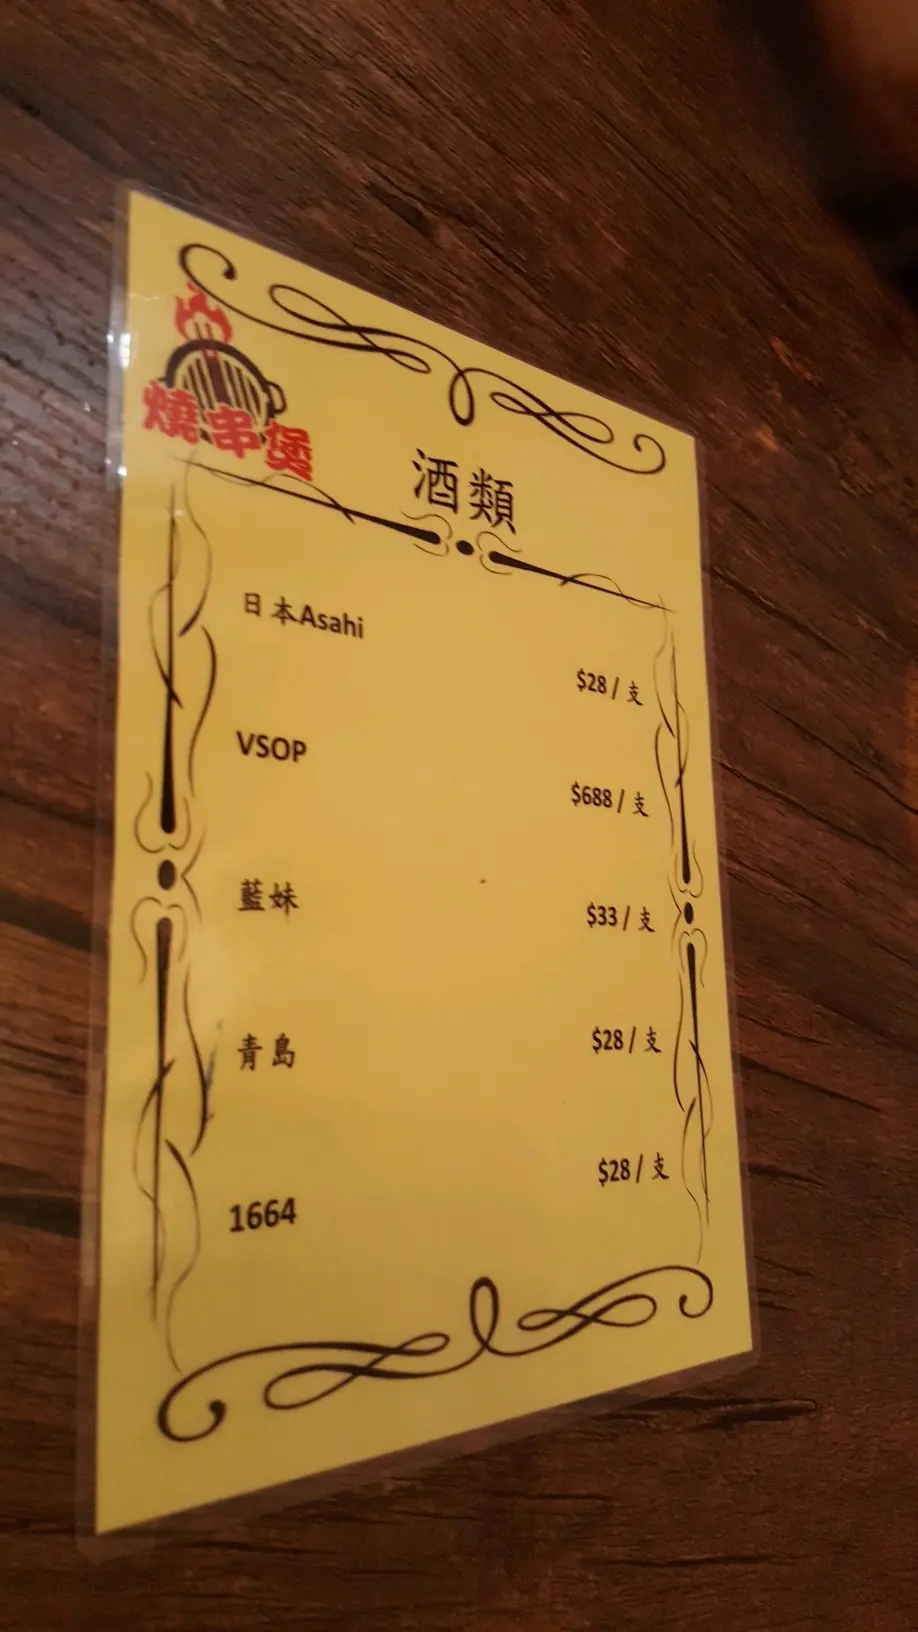 燒串煲
酒類
日本Asahi $28 / 支
VSOP $688 / 支
藍妹 $33 / 支
青島 $28 / 支
1664 $28 / 支